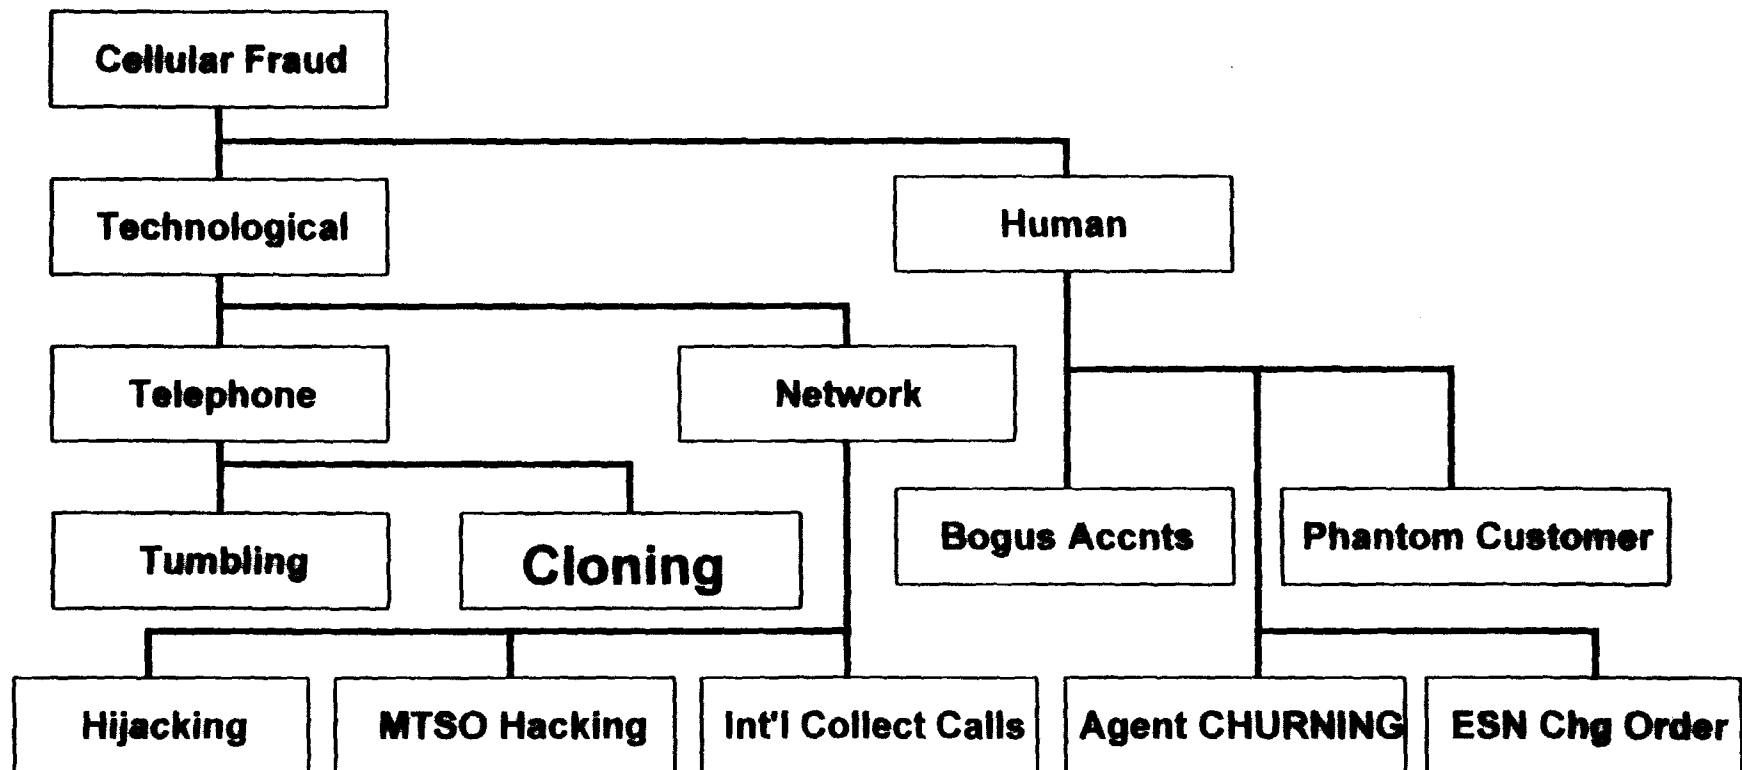 Cellular Fraud
Technological
Human
Telephone
Network
Tumbling
Cloning
Bogus Accnts
Phantom Customer
Hijacking
MTSO Hacking
Int'l Collect Calls
Agent CHURNING
ESN Chg Order